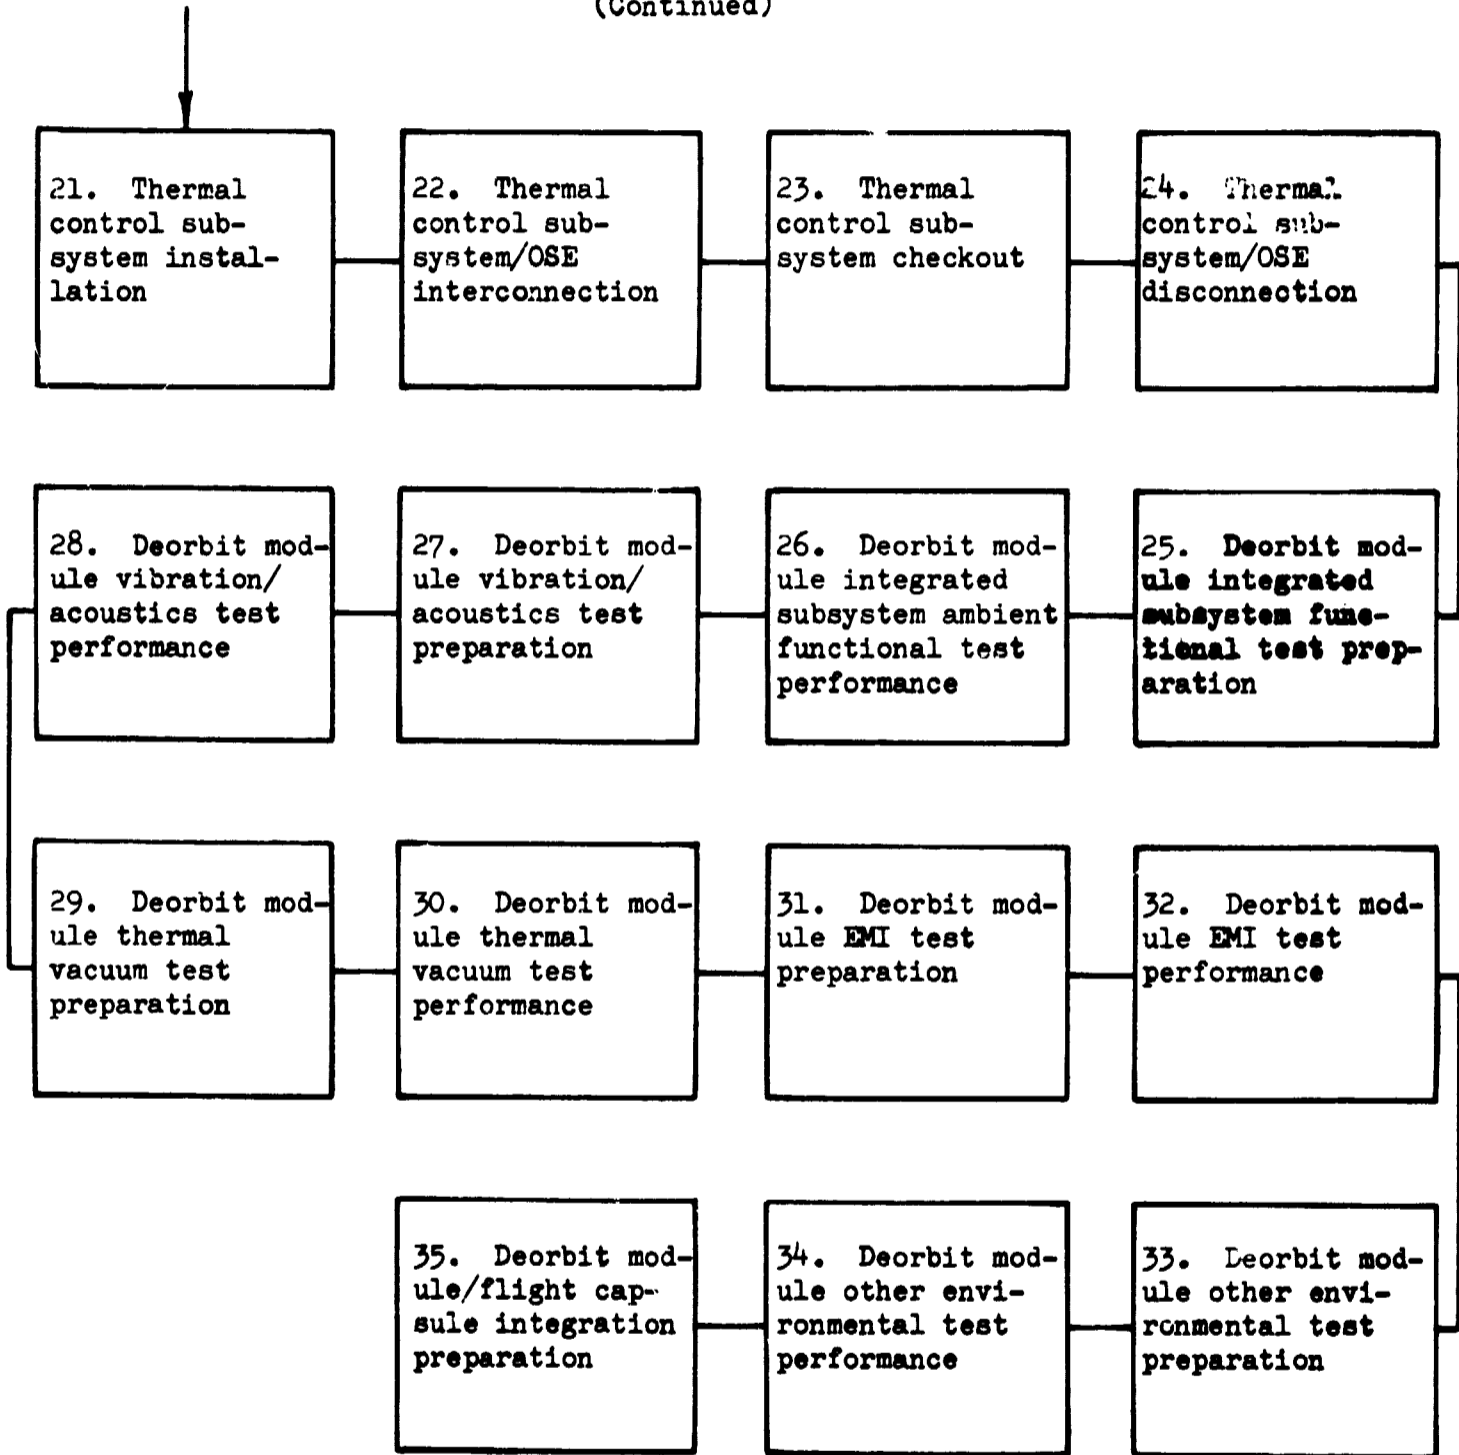 (Continued)
21. Thermal
control sub-
system instal-
lation
22. Thermal
control sub-
system/OSE
interconnection
23. Thermal
control sub-
system checkout
24. Thermal
control sub-
system/OSE
disconnection
28. Deorbit mod-
ule vibration/
acoustics test
performance
27. Deorbit mod-
ule vibration/
acoustics test
preparation
26. Deorbit mod-
ule integrated
subsystem ambient
functional test
performance
25. Deorbit mod-
ule integrated
subsystem func-
tional test prep-
aration
29. Deorbit mod-
ule thermal
vacuum test
preparation
30. Deorbit mod-
ule thermal
vacuum test
performance
31. Deorbit mod-
ule EMI test
preparation
32. Deorbit mod-
ule EMI test
performance
35. Deorbit mod-
ule/flight cap-
sule integration
preparation
34. Deorbit mod-
ule other envi-
ronmental test
performance
33. Deorbit mod-
ule other envi-
ronmental test
preparation